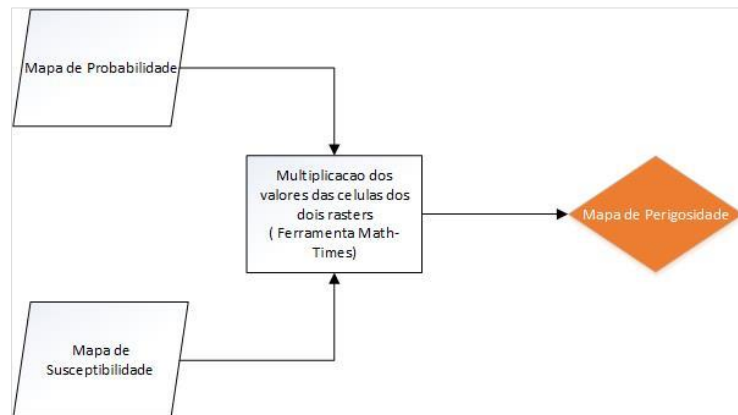 Mapa de Probabilidade
Multiplicacao dos
valores das celulas dos
dois rasters
( Ferramenta Math-
Times)
Mapa de Perigosidade
Mapa de
Susceptibilidade